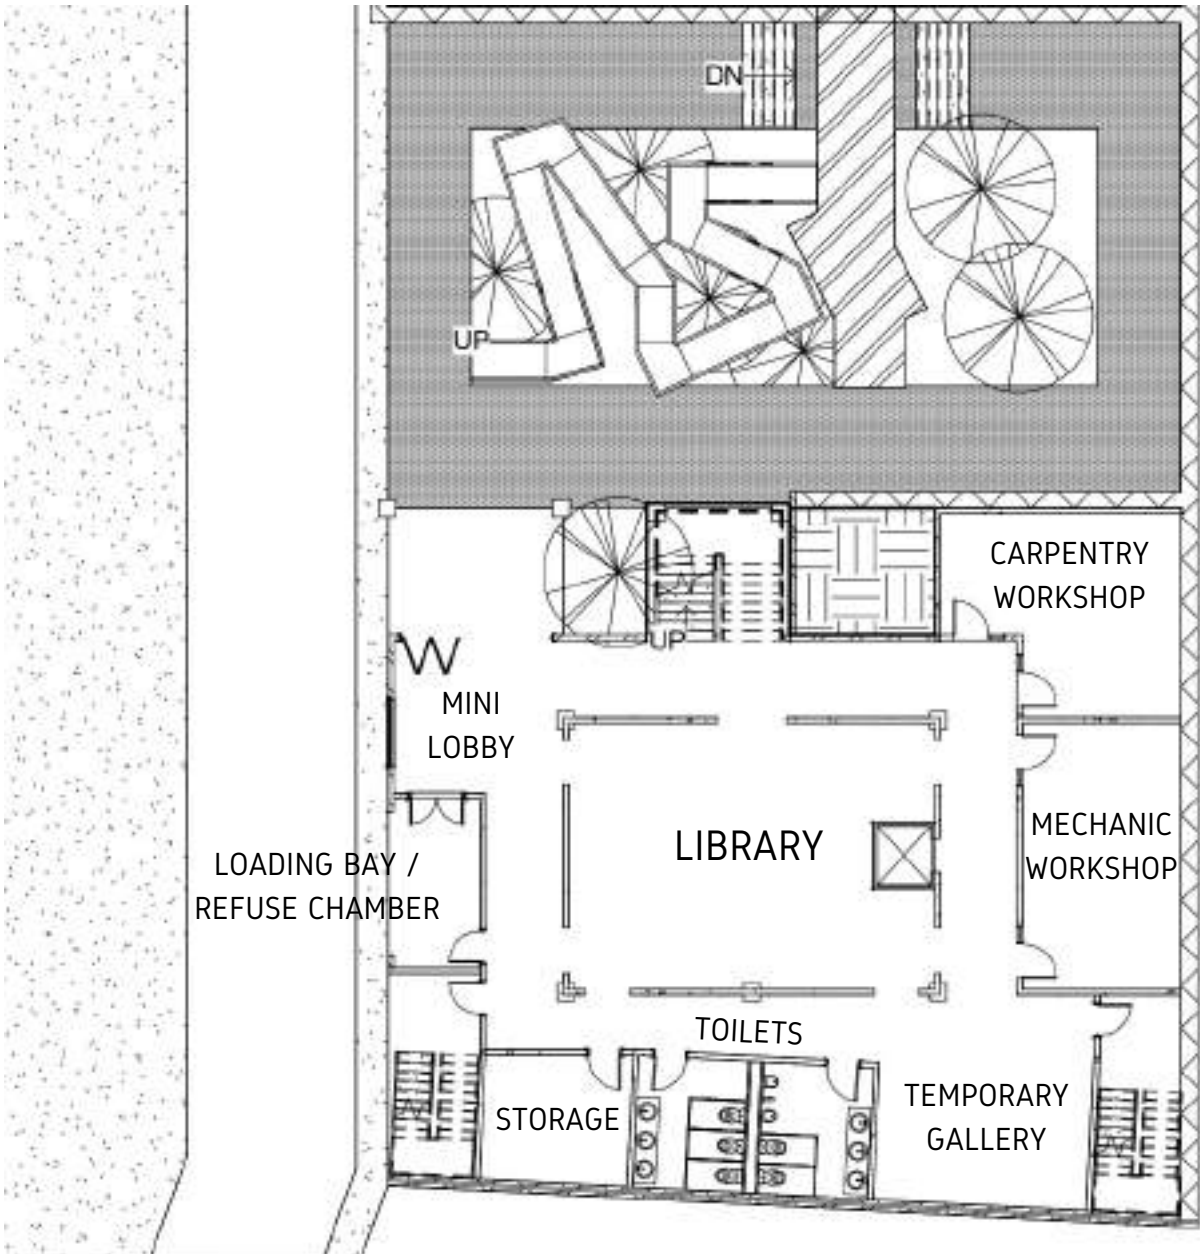 DN
UP
CARPENTRY
WORKSHOP
UP
W
MINI
LOBBY
LIBRARY
MECHANIC
WORKSHOP
LOADING BAY /
REFUSE CHAMBER
TOILETS
STORAGE
TEMPORARY
GALLERY